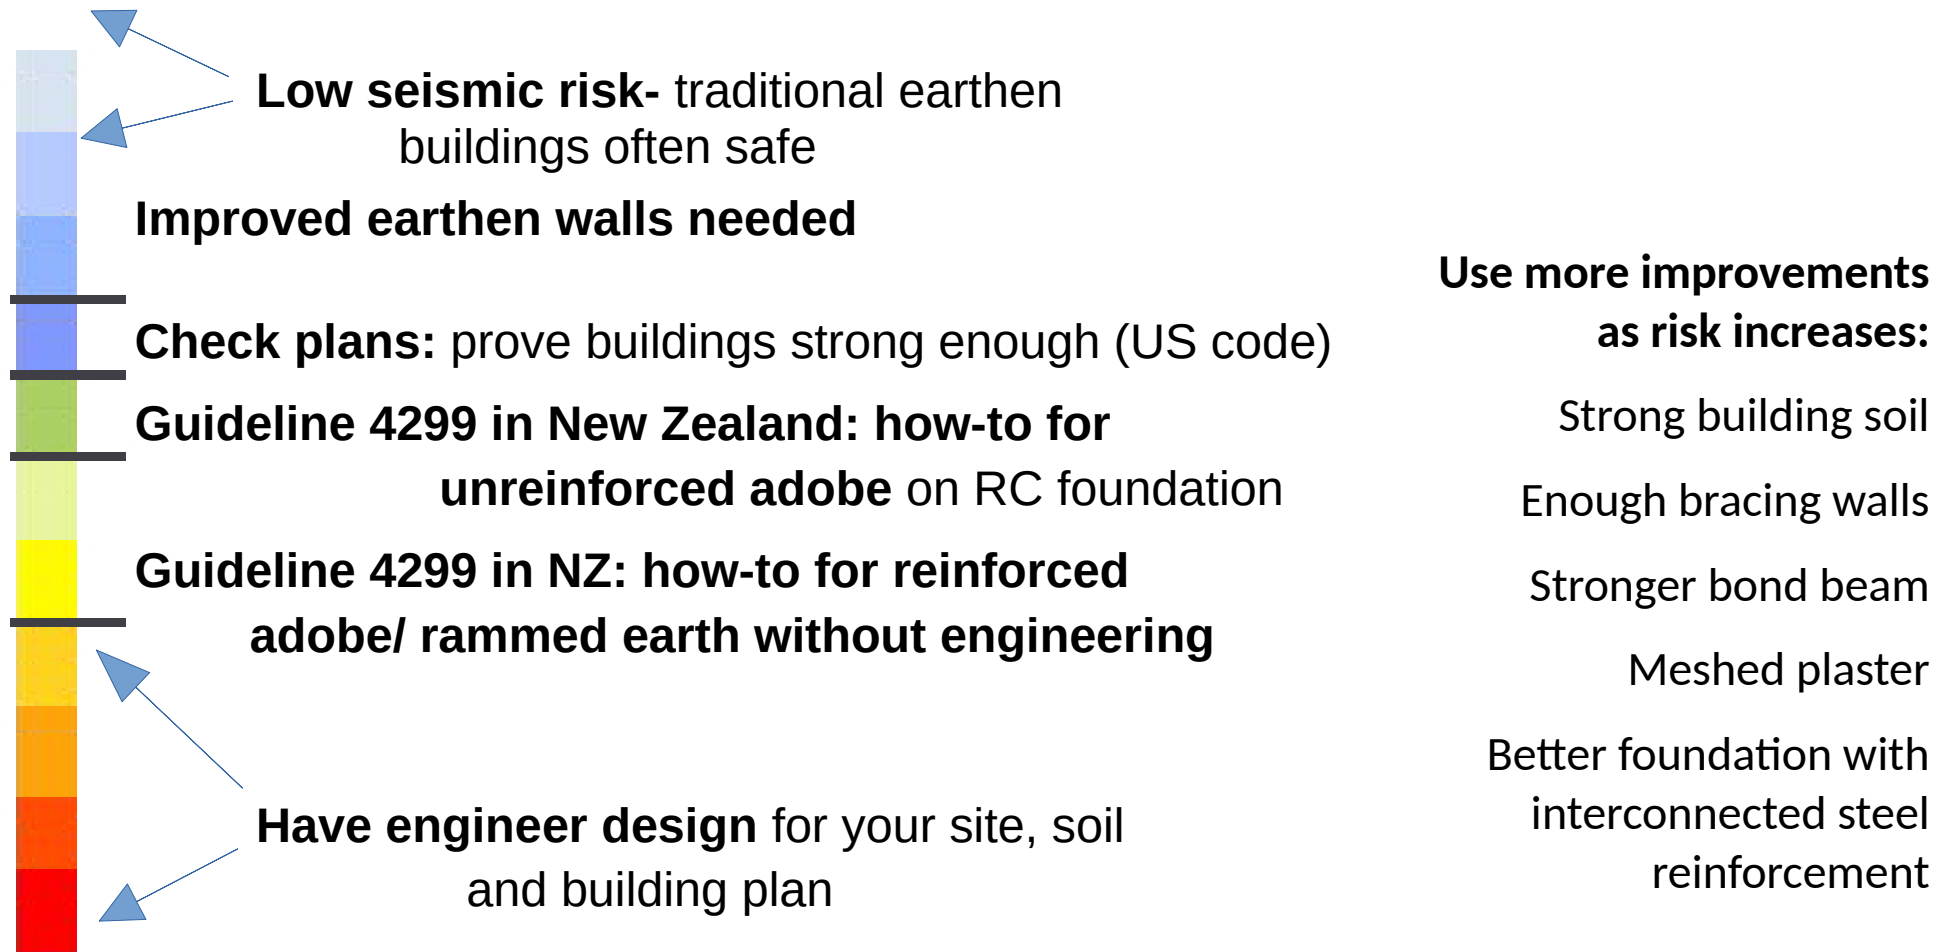 Low seismic risk- traditional earthen
buildings often safe
Improved earthen walls needed
Check plans: prove buildings strong enough (US code)
Guideline 4299 in New Zealand: how-to for
unreinforced adobe on RC foundation
Guideline 4299 in NZ: how-to for reinforced
adobe/ rammed earth without engineering
Have engineer design for your site, soil
and building plan
Use more improvements
as risk increases:
Strong building soil
Enough bracing walls
Stronger bond beam
Meshed plaster
Better foundation with
interconnected steel
reinforcement